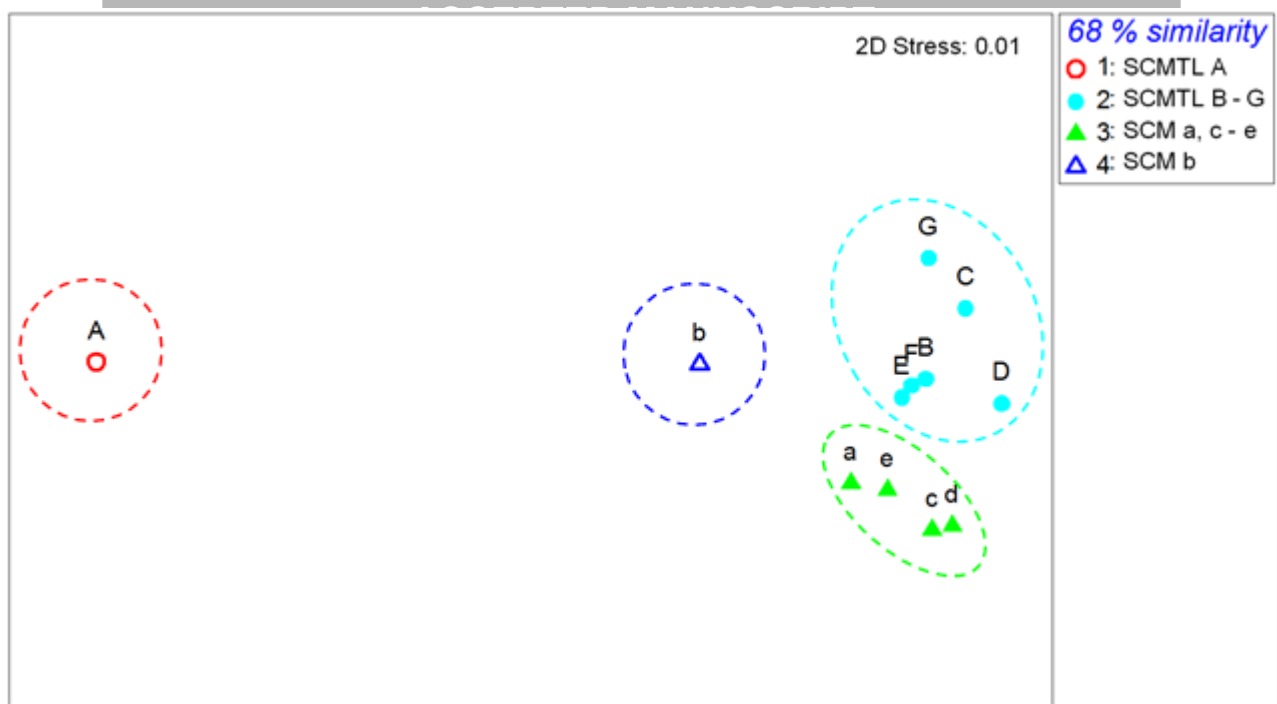 2D Stress: 0.01
68 % similarity
1: SCMTL A
2: SCMTL B - G
3: SCM a, c - e
4: SCM b
G
C
A
b
F
B
E
D
a
e
c
d